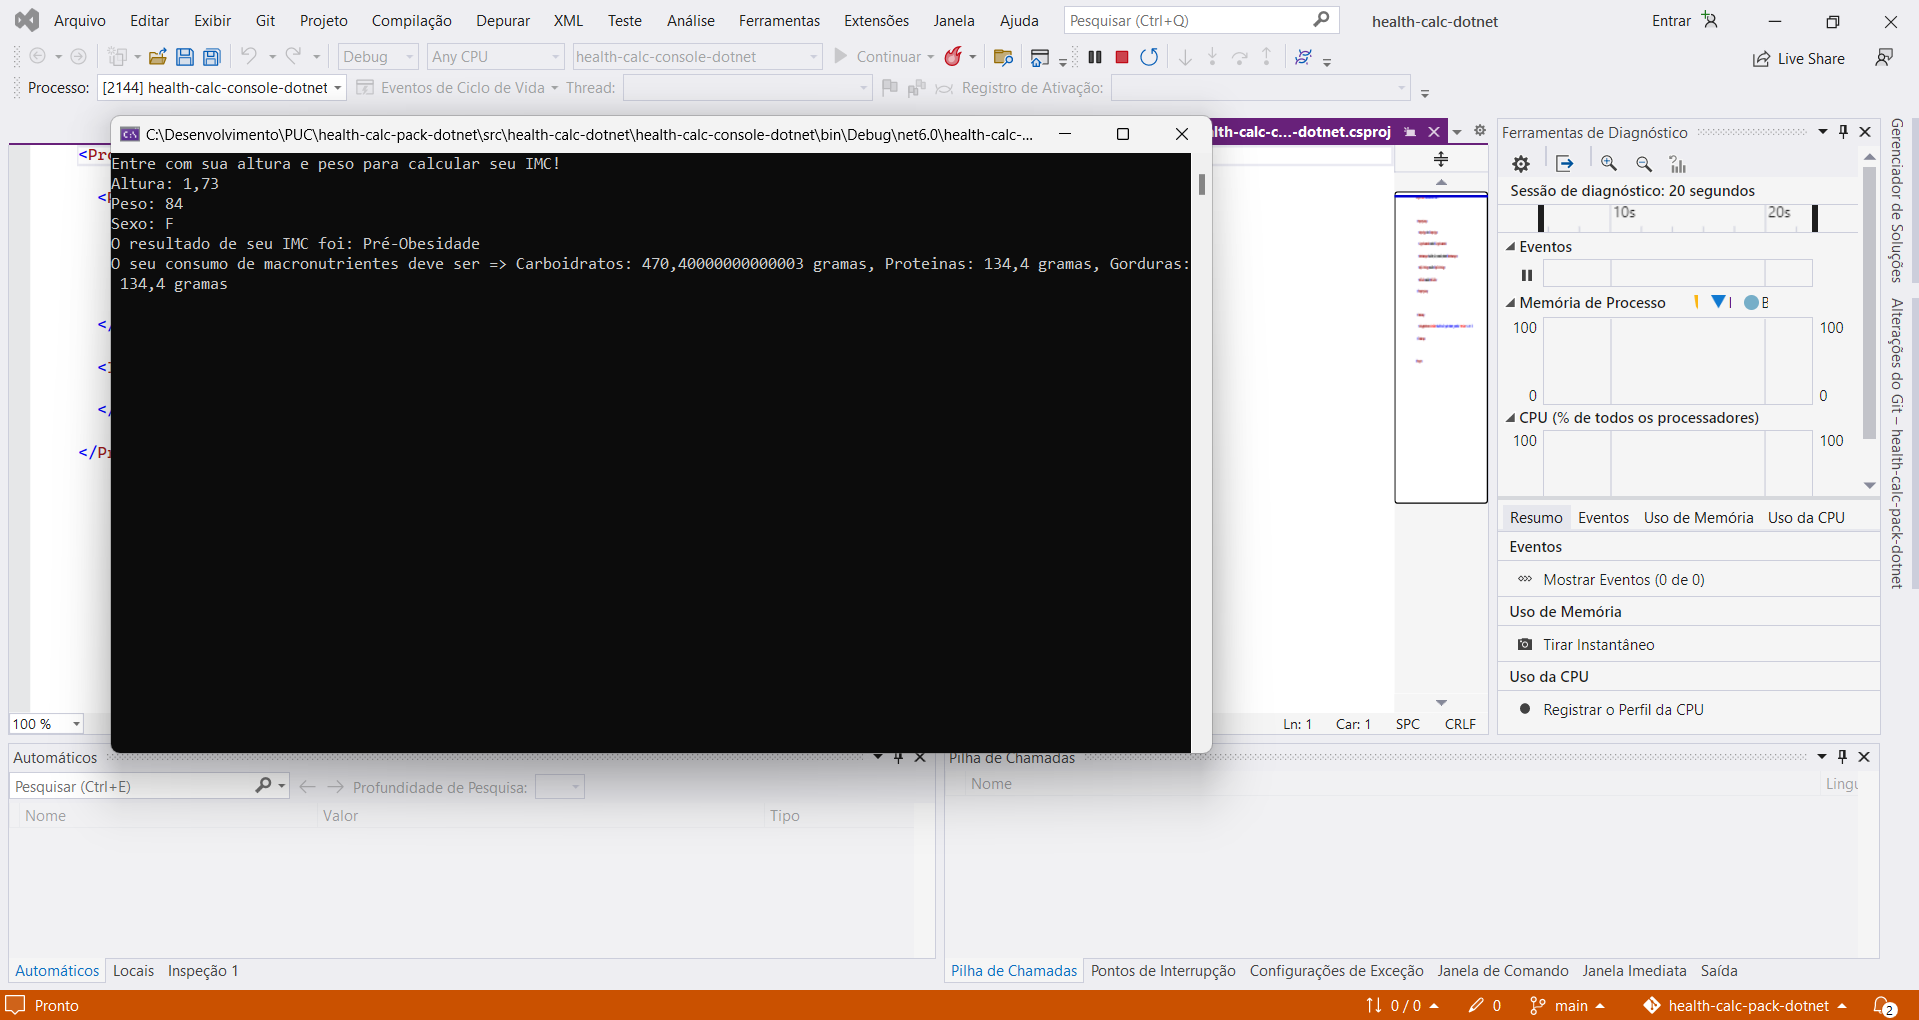 Arquivo Editar Exibir Git Projeto Compilação Depurar XML Teste Análise Ferramentas Extensões Janela Ajuda Pesquisar (Ctrl+Q) health-calc-dotnet Entrar
Debug Any CPU health-calc-console-dotnet Continuar Live Share
Processo: [2144] health-calc-console-dotnet Eventos de Ciclo de Vida Thread: Registro de Ativação:
C:\Desenvolvimento\PUC\health-calc-pack-dotnet\src\health-calc-dotnet\health-calc-console-dotnet\bin\Debug\net6.0\health-calc-...
Entre com sua altura e peso para calcular seu IMC!
Altura: 1,73
Peso: 84
Sexo: F
O resultado de seu IMC foi: Pré-Obesidade
O seu consumo de macronutrientes deve ser => Carboidratos: 470,40000000000003 gramas, Proteinas: 134,4 gramas, Gorduras:
134,4 gramas
<Pro
</
</
</Pr
lth-calc-c...-dotnet.csproj
100 %
Ln: 1 Car: 1 SPC CRLF
Ferramentas de Diagnóstico
Sessão de diagnóstico: 20 segundos
10s 20s
Eventos
Memória de Processo
100 100
0 0
CPU (% de todos os processadores)
100 100
Resumo Eventos Uso de Memória Uso da CPU
Eventos
Mostrar Eventos (0 de 0)
Uso de Memória
Tirar Instantâneo
Uso da CPU
Registrar o Perfil da CPU
Gerenciador de Soluções
Alterações do Git – health-calc-pack-dotnet
Automáticos
Pesquisar (Ctrl+E) Profundidade de Pesquisa:
Nome Valor Tipo
Automáticos Locais Inspeção 1
Pilha de Chamadas
Nome Lingu
Pilha de Chamadas Pontos de Interrupção Configurações de Exceção Janela de Comando Janela Imediata Saída
Pronto 0 / 0 0 main health-calc-pack-dotnet 2